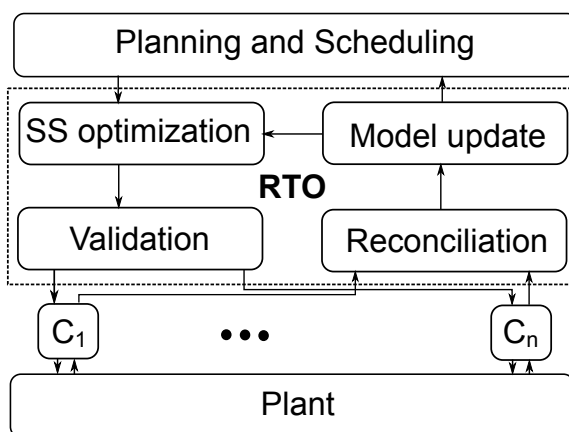 Planning and Scheduling
SS optimization
Model update
RTO
Validation
Reconciliation
C1
Cn
Plant